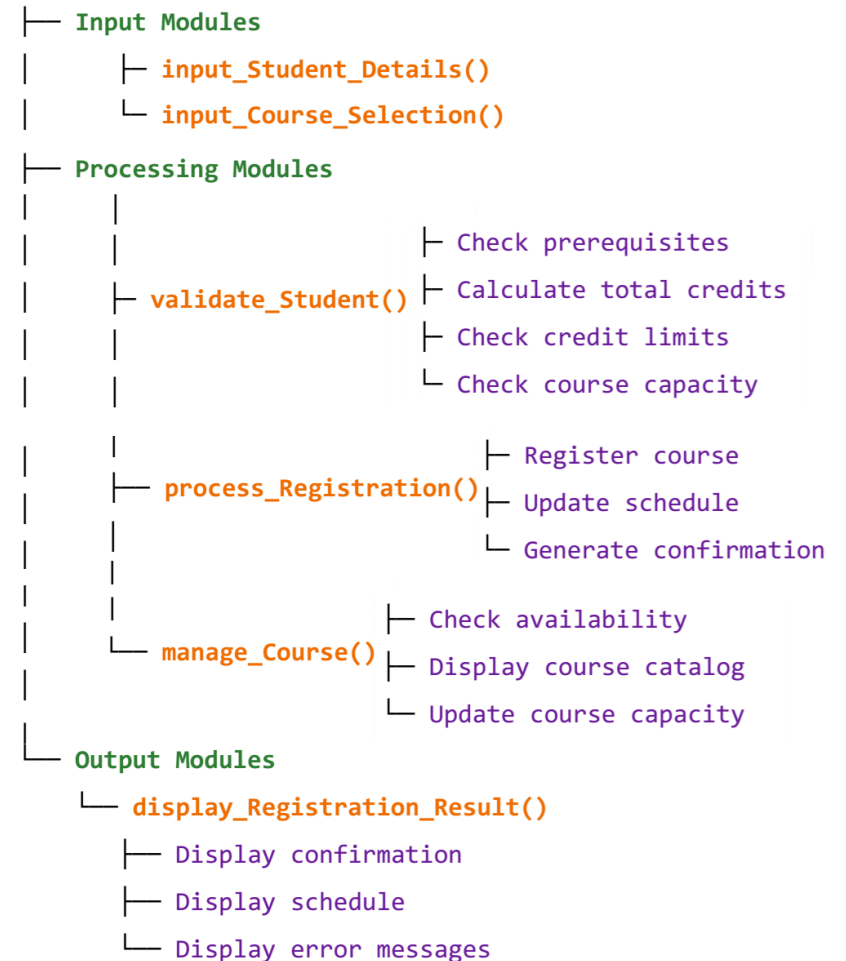 Input Modules
input_Student_Details()
input_Course_Selection()
Processing Modules
validate_Student()
Check prerequisites
Calculate total credits
Check credit limits
Check course capacity
process_Registration()
Register course
Update schedule
Generate confirmation
manage_Course()
Check availability
Display course catalog
Update course capacity
Output Modules
display_Registration_Result()
Display confirmation
Display schedule
Display error messages